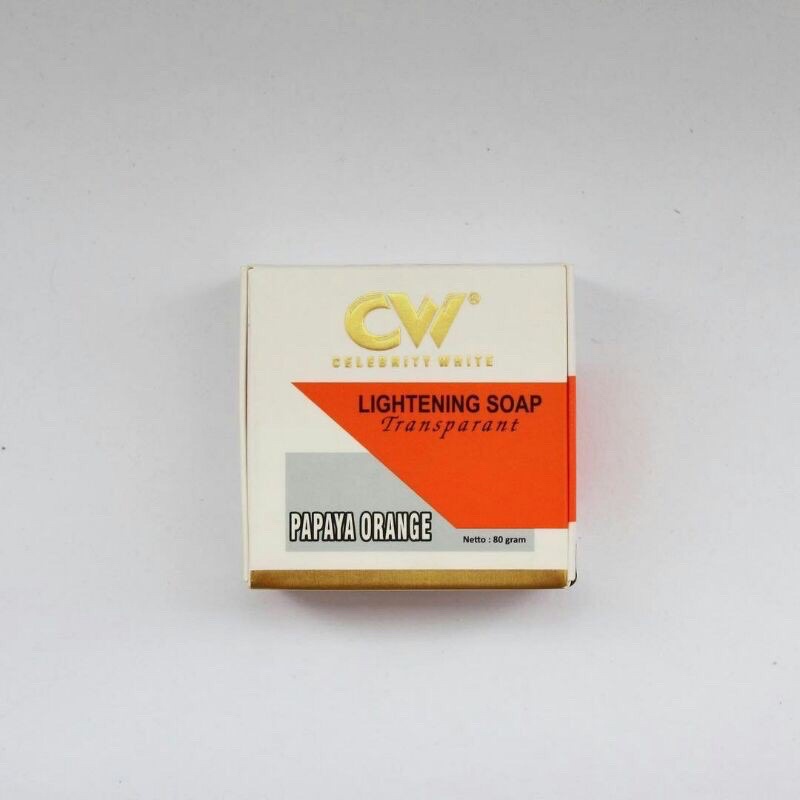 CW®
CELEBRITY WHITE
LIGHTENING SOAP
Transparant
PAPAYA ORANGE
Netto : 80 gram